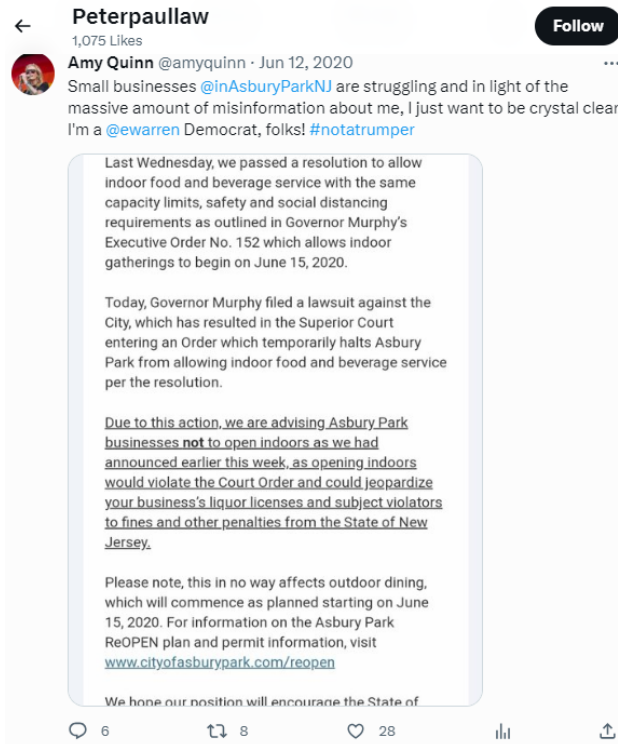 Peterpaullaw
1,075 Likes
Follow
Amy Quinn @amyquinn · Jun 12, 2020
Small businesses @inAsburyParkNJ are struggling and in light of the
massive amount of misinformation about me, I just want to be crystal clear
I'm a @ewarren Democrat, folks! #notatrumper
Last Wednesday, we passed a resolution to allow
indoor food and beverage service with the same
capacity limits, safety and social distancing
requirements as outlined in Governor Murphy's
Executive Order No. 152 which allows indoor
gatherings to begin on June 15, 2020.
Today, Governor Murphy filed a lawsuit against the
City, which has resulted in the Superior Court
entering an Order which temporarily halts Asbury
Park from allowing indoor food and beverage service
per the resolution.
Due to this action, we are advising Asbury Park
businesses not to open indoors as we had
announced earlier this week, as opening indoors
would violate the Court Order and could jeopardize
your business's liquor licenses and subject violators
to fines and other penalties from the State of New
Jersey.
Please note, this in no way affects outdoor dining,
which will commence as planned starting on June
15, 2020. For information on the Asbury Park
ReOPEN plan and permit information, visit
www.cityofasburypark.com/reopen
We hope our position will encourage the State of
6
8
28